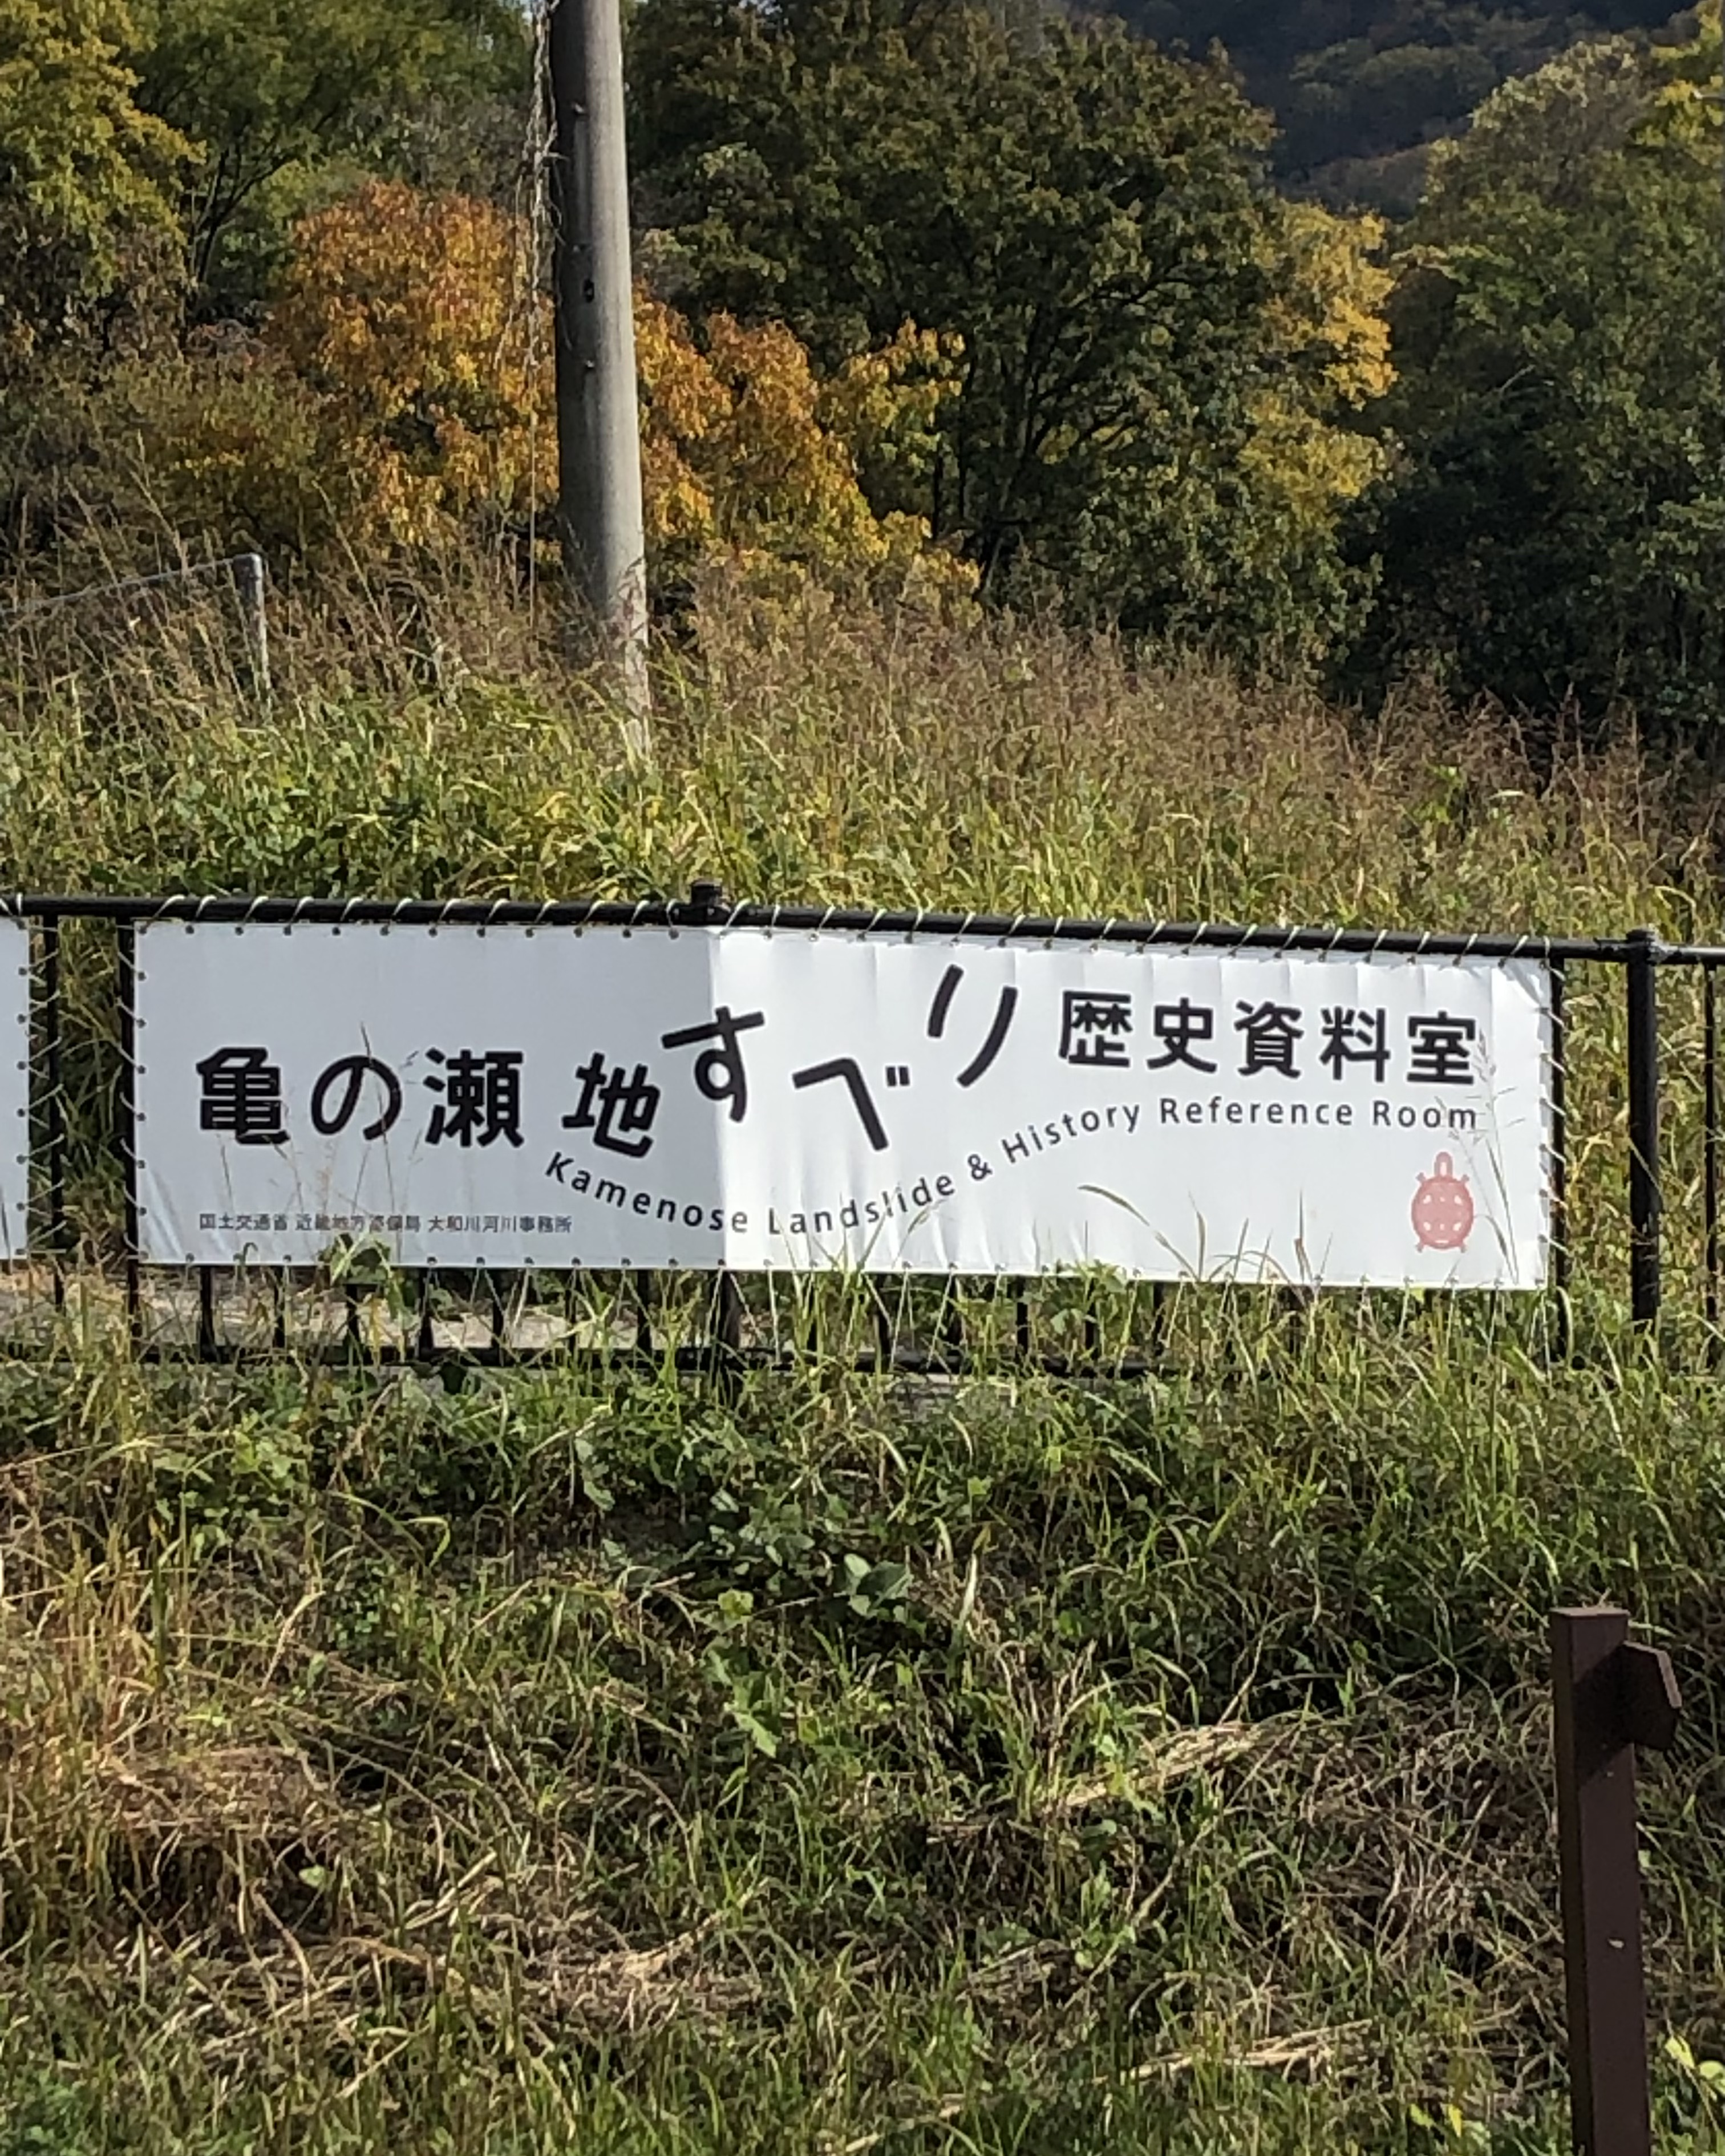 亀の瀬 地すべり 歴史資料室
Kamenose Landslide & History Reference Room
国土交通省 近畿地方整備局 大和川河川事務所